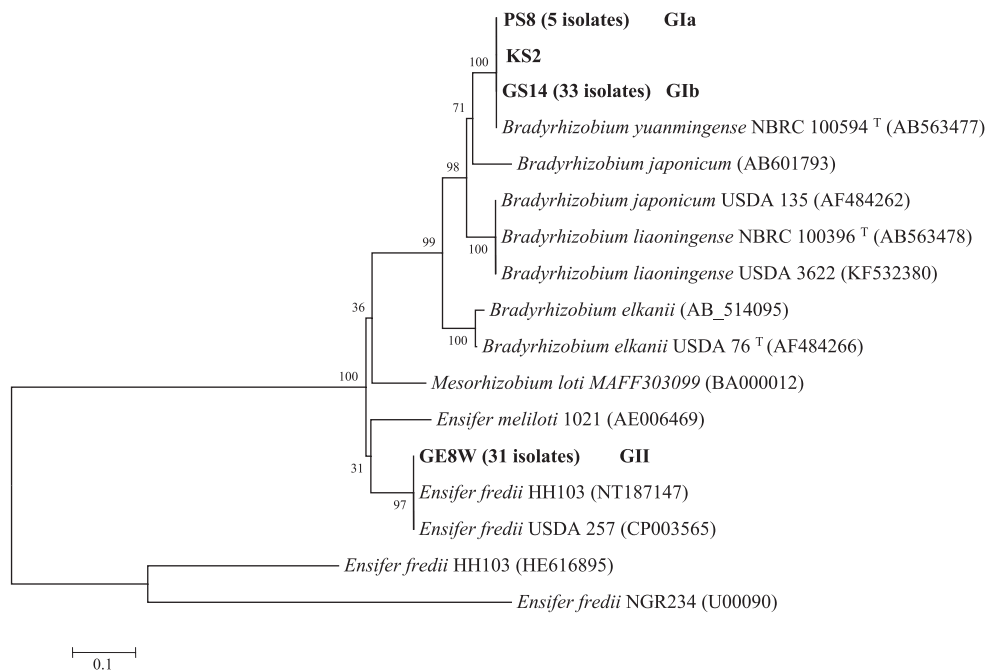 PS8 (5 isolates) GIa
100
KS2
GS14 (33 isolates) GIb
71
Bradyrhizobium yuanmingense NBRC 100594 T (AB563477)
98
Bradyrhizobium japonicum (AB601793)
Bradyrhizobium japonicum USDA 135 (AF484262)
99
100
Bradyrhizobium liaoningense NBRC 100396 T (AB563478)
Bradyrhizobium liaoningense USDA 3622 (KF532380)
36
Bradyrhizobium elkanii (AB_514095)
100
Bradyrhizobium elkanii USDA 76 T (AF484266)
100
Mesorhizobium loti MAFF303099 (BA000012)
Ensifer meliloti 1021 (AE006469)
31
GE8W (31 isolates) GII
97
Ensifer fredii HH103 (NT187147)
Ensifer fredii USDA 257 (CP003565)
Ensifer fredii HH103 (HE616895)
Ensifer fredii NGR234 (U00090)
0.1